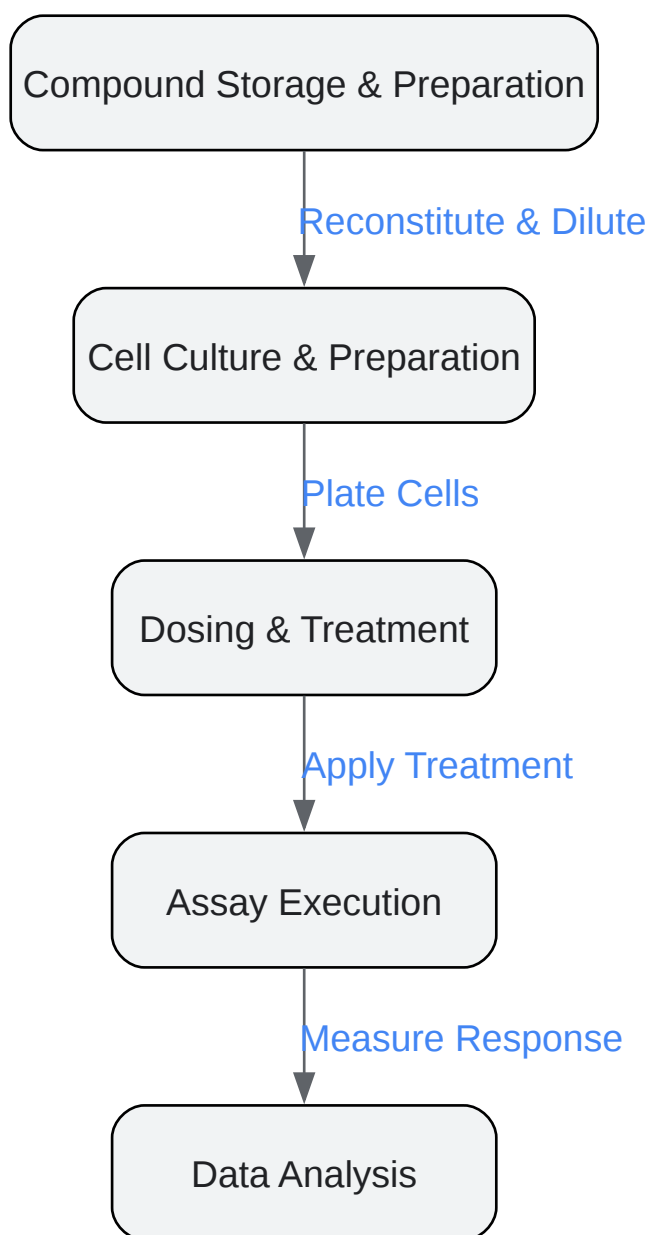 Compound Storage & Preparation
Reconstitute & Dilute
Cell Culture & Preparation
Plate Cells
Dosing & Treatment
Apply Treatment
Assay Execution
Measure Response
Data Analysis